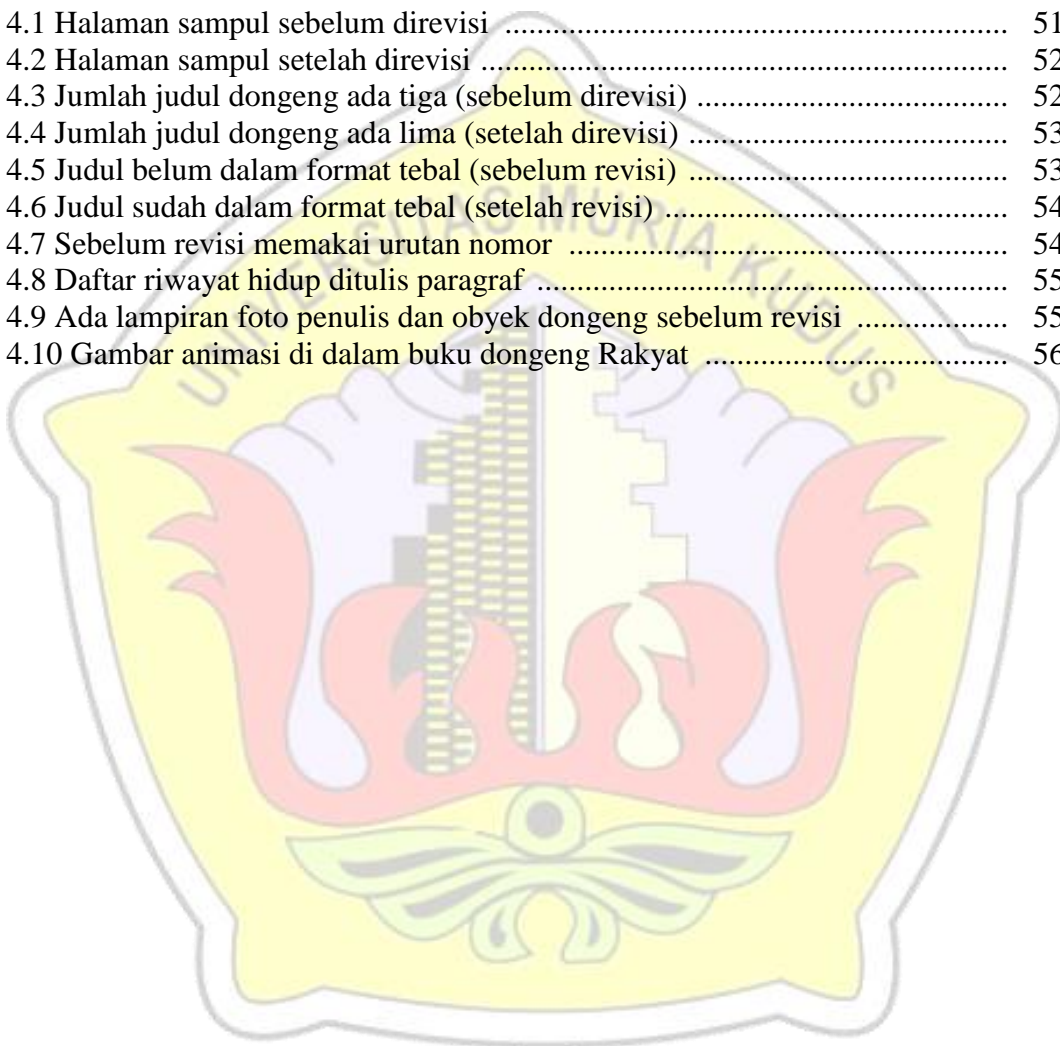 4.1 Halaman sampul sebelum direvisi ............................................................... 51
4.2 Halaman sampul setelah direvisi .................................................................. 52
4.3 Jumlah judul dongeng ada tiga (sebelum direvisi) ....................................... 52
4.4 Jumlah judul dongeng ada lima (setelah direvisi) ........................................ 53
4.5 Judul belum dalam format tebal (sebelum revisi) ........................................ 53
4.6 Judul sudah dalam format tebal (setelah revisi) ........................................... 54
4.7 Sebelum revisi memakai urutan nomor ....................................................... 54
4.8 Daftar riwayat hidup ditulis paragraf ........................................................... 55
4.9 Ada lampiran foto penulis dan obyek dongeng sebelum revisi ................... 55
4.10 Gambar animasi di dalam buku dongeng Rakyat ...................................... 56
UNIVERSITAS MURIA KUDUS